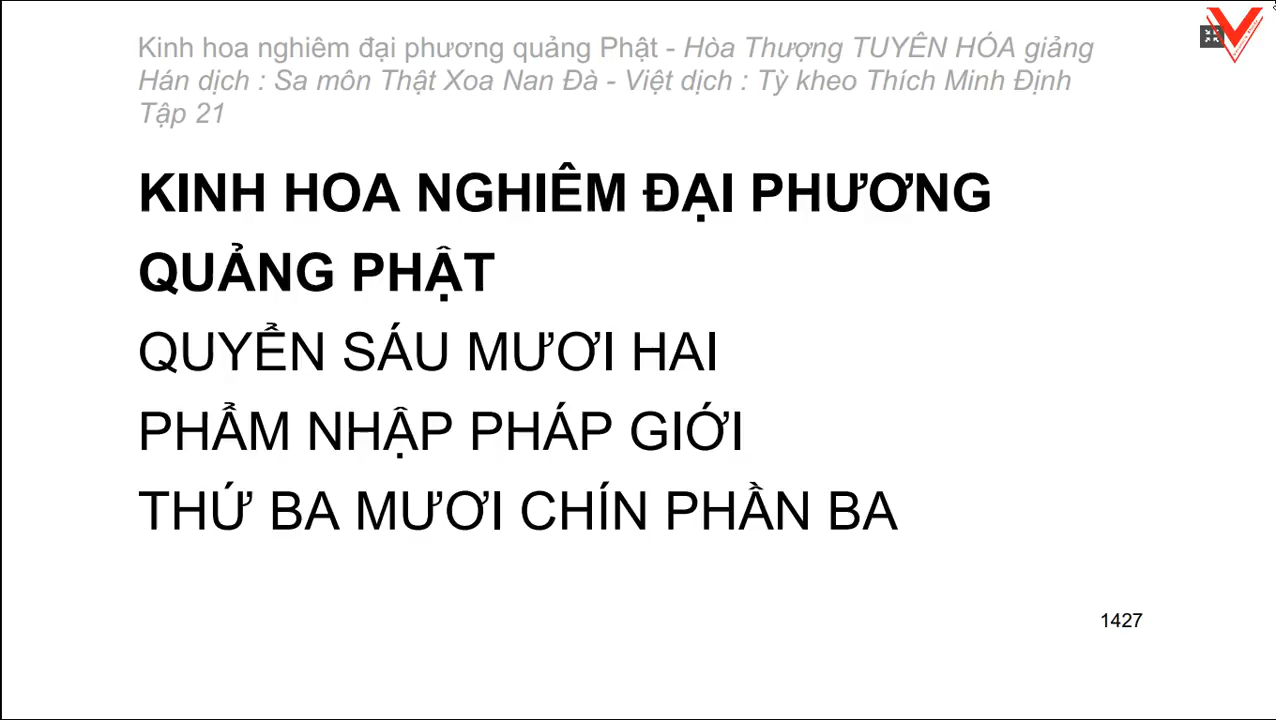 Kinh hoa nghiêm đại phương quảng Phật - Hòa Thượng TUYÊN HÓA giảng
Hán dịch : Sa môn Thật Xoa Nan Đà - Việt dịch : Tỳ kheo Thích Minh Định
Tập 21
KINH HOA NGHIÊM ĐẠI PHƯƠNG
QUẢNG PHẬT
QUYỂN SÁU MƯƠI HAI
PHẨM NHẬP PHÁP GIỚI
THỨ BA MƯƠI CHÍN PHẦN BA
1427